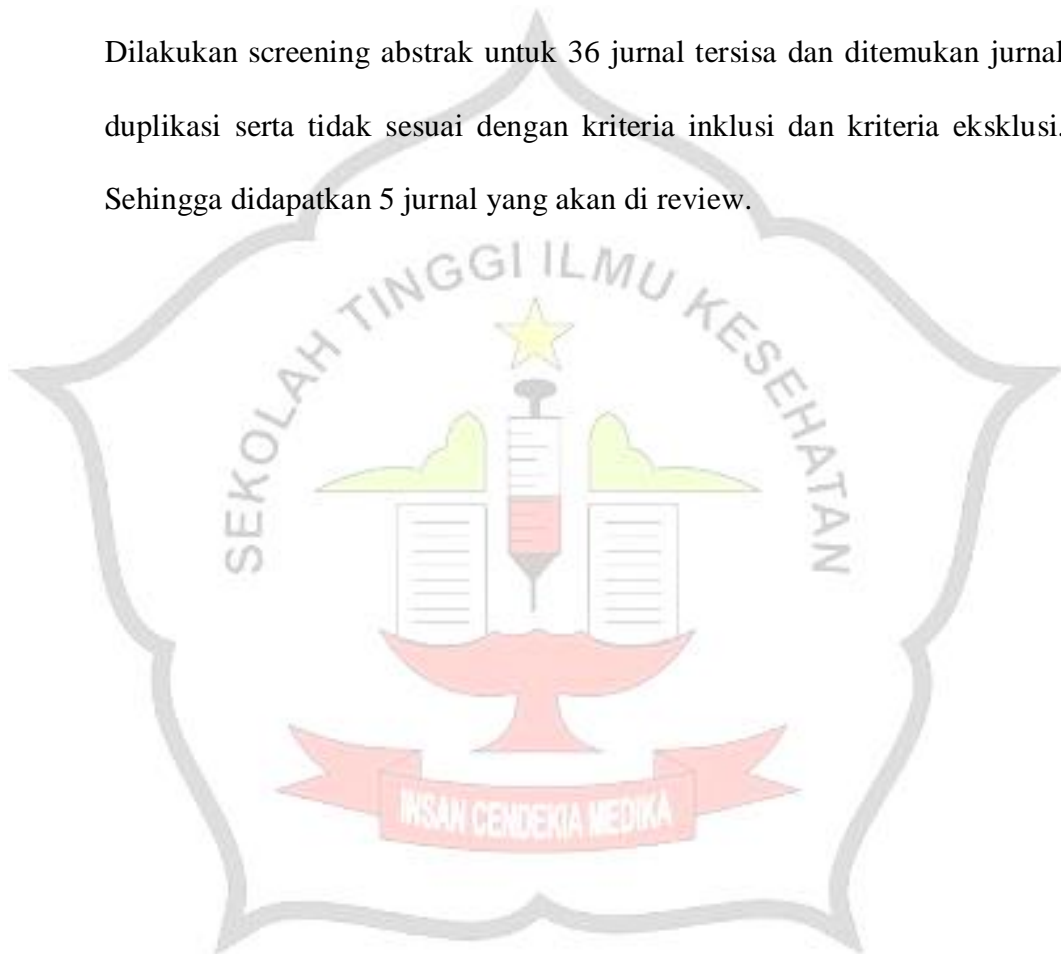 Dilakukan screening abstrak untuk 36 jurnal tersisa dan ditemukan jurnal
duplikasi serta tidak sesuai dengan kriteria inklusi dan kriteria eksklusi.
Sehingga didapatkan 5 jurnal yang akan di review.
SEKOLAH TINGGI ILMU KESEHATAN
INSAN CENDEKIA MEDIKA